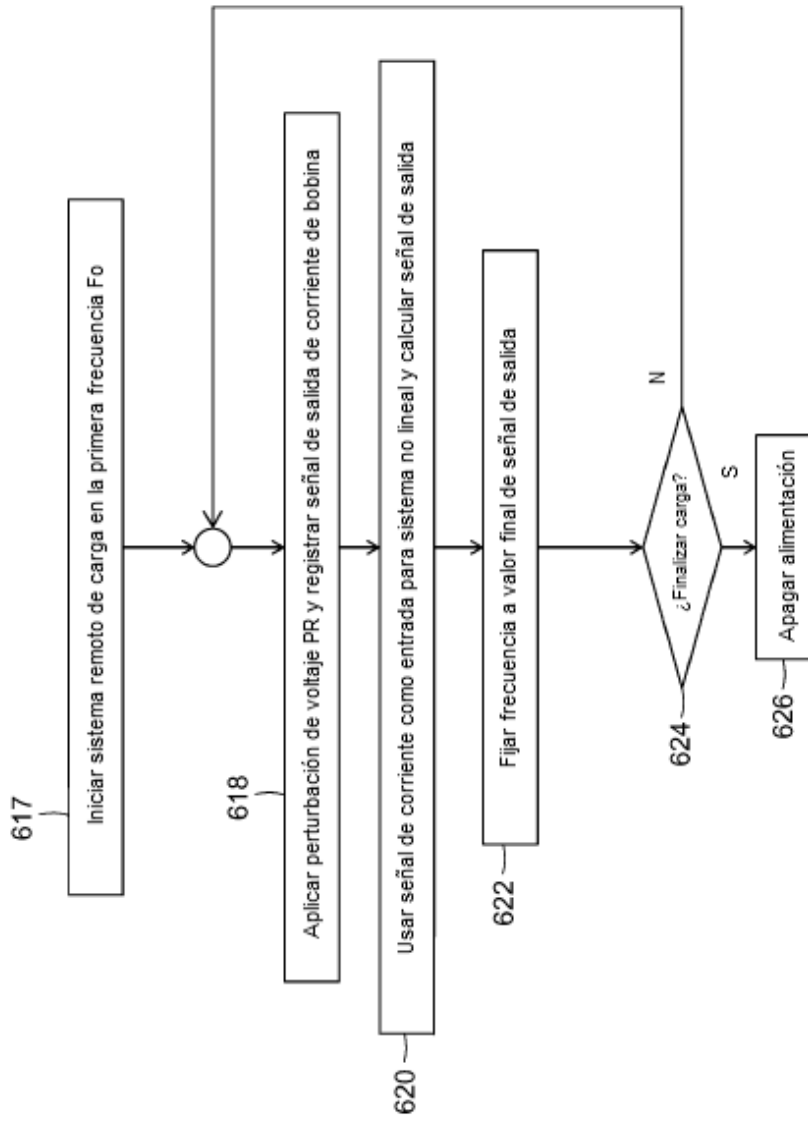 617
Iniciar sistema remoto de carga en la primera frecuencia Fo
618
Aplicar perturbación de voltaje PR y registrar señal de salida de corriente de bobina
620
Usar señal de corriente como entrada para sistema no lineal y calcular señal de salida
622
Fijar frecuencia a valor final de señal de salida
624
¿Finalizar carga?
N
S
626
Apagar alimentación